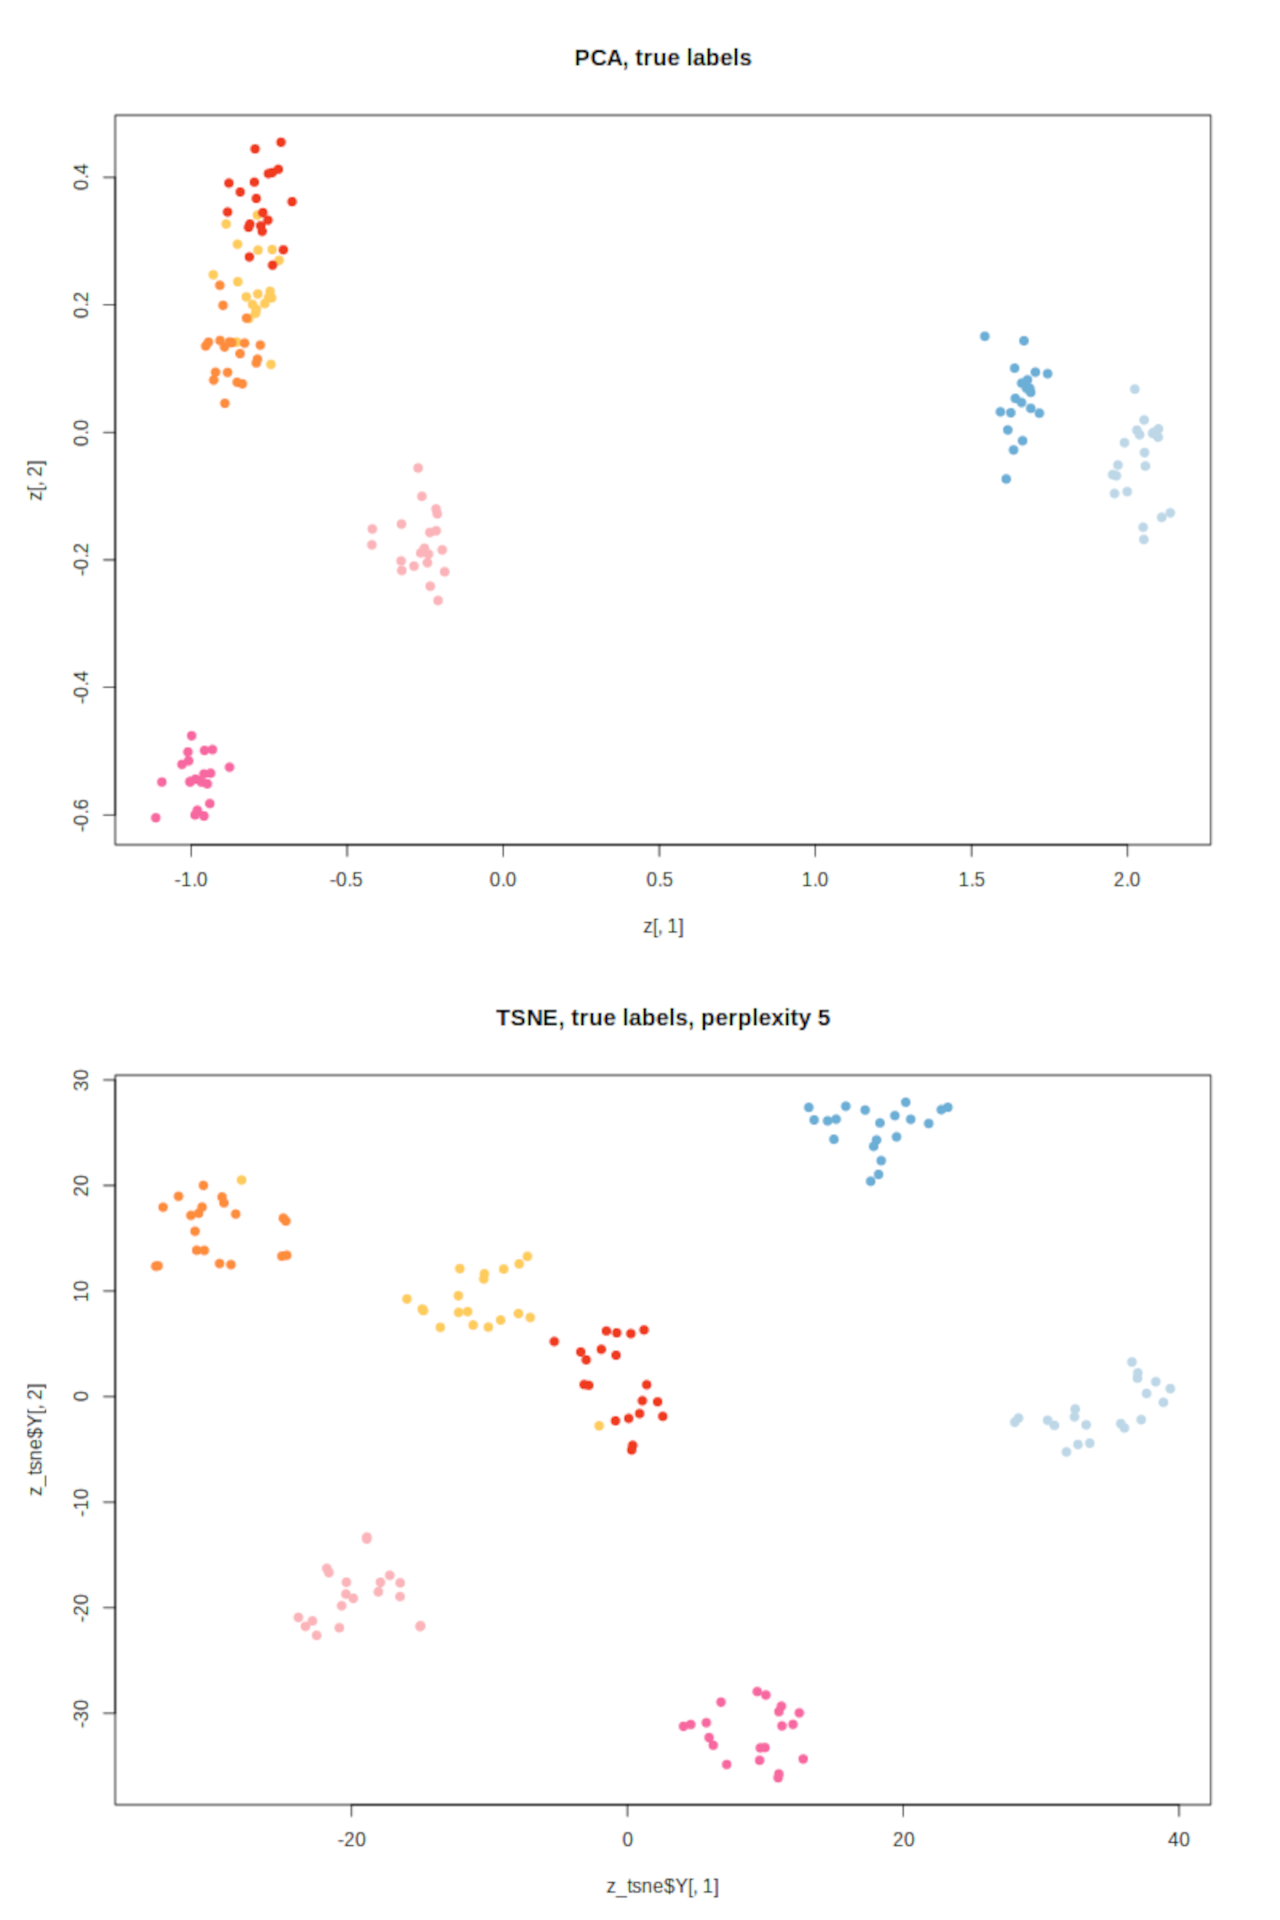 PCA, true labels
0.4
0.2
0.0
-0.2
-0.4
-0.6
z[, 2]
-1.0 -0.5 0.0 0.5 1.0 1.5 2.0
z[, 1]
TSNE, true labels, perplexity 5
30
20
10
0
-10
-20
-30
z_tsne$Y[, 2]
-20 0 20 40
z_tsne$Y[, 1]